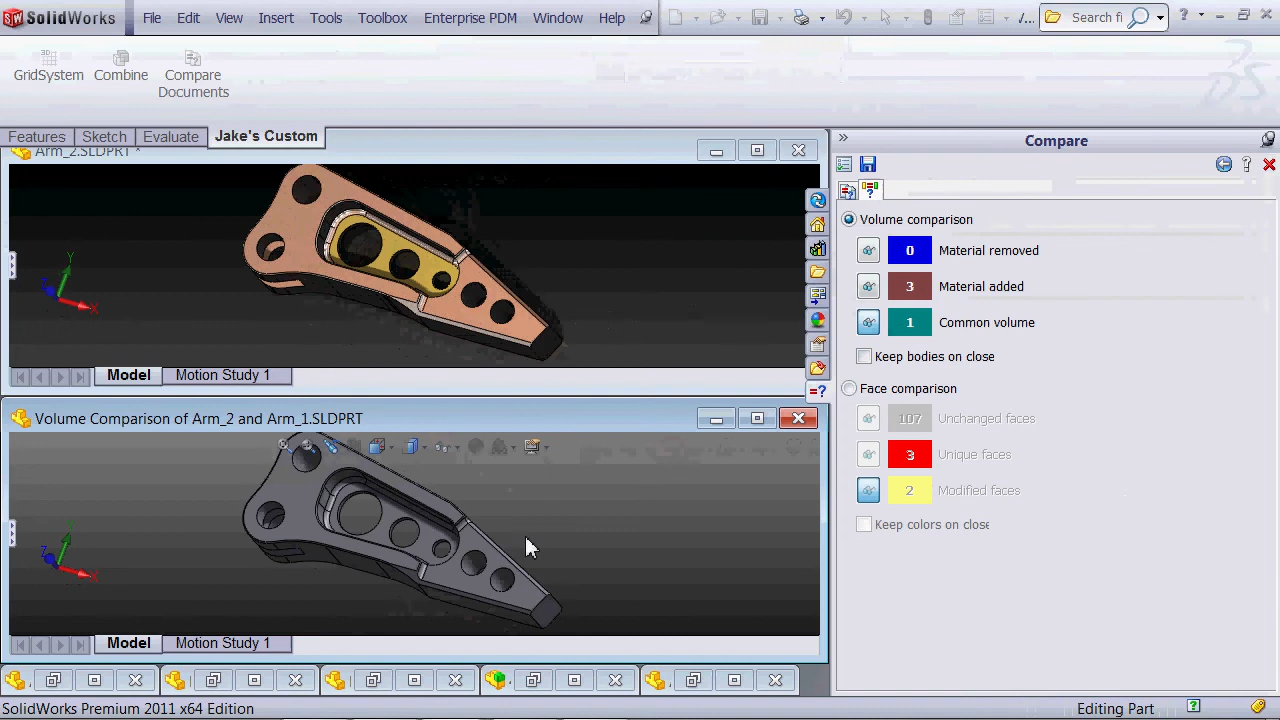 SolidWorks File Edit View Insert Tools Toolbox Enterprise PDM Window Help /... Search fi ?
GridSystem Combine Compare
Documents
Features Sketch Evaluate Jake's Custom
Arm_2.SLDPRT *
Y
X
Model Motion Study 1
Volume Comparison of Arm_2 and Arm_1.SLDPRT
Y
Z
X
Model Motion Study 1
Compare
Volume comparison
0 Material removed
3 Material added
1 Common volume
Keep bodies on close
Face comparison
107 Unchanged faces
3 Unique faces
2 Modified faces
Keep colors on close
SolidWorks Premium 2011 x64 Edition
Editing Part